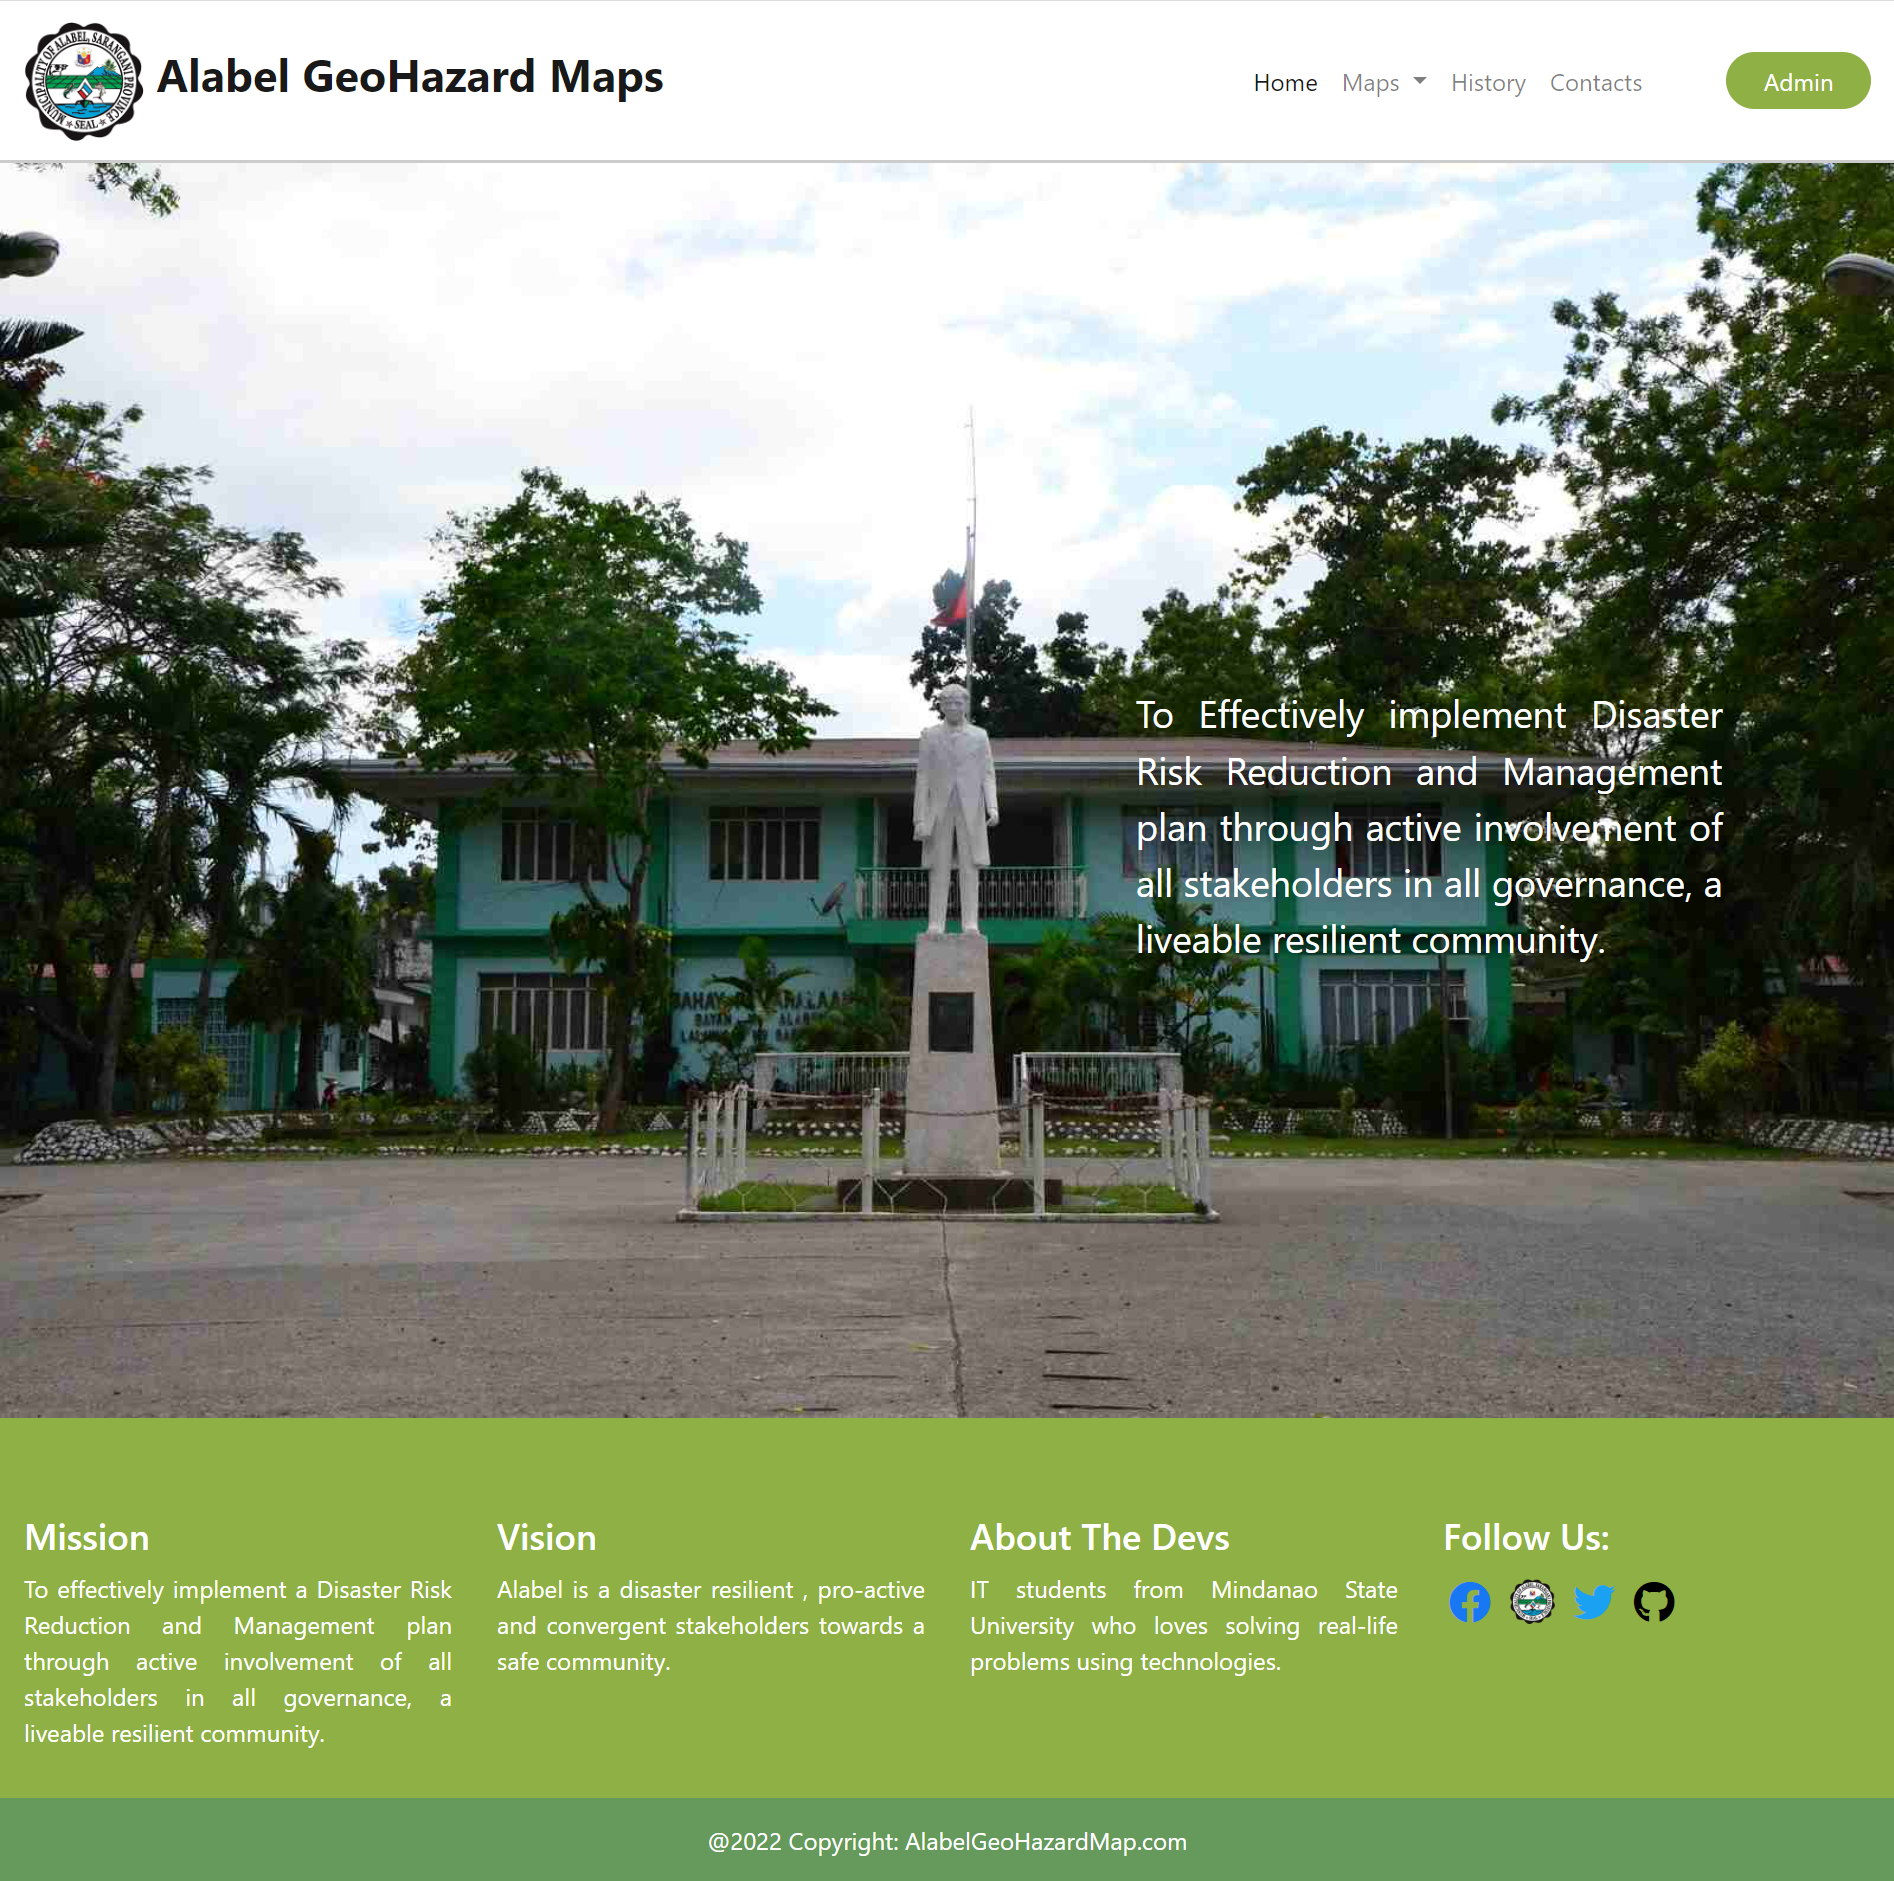 MUNICIPALITY OF ALABEL, SARANGANI PROVINCE
SEAL
Alabel GeoHazard Maps
Home Maps History Contacts Admin
To Effectively implement Disaster
Risk Reduction and Management
plan through active involvement of
all stakeholders in all governance, a
liveable resilient community.
Mission
To effectively implement a Disaster Risk
Reduction and Management plan
through active involvement of all
stakeholders in all governance, a
liveable resilient community.
Vision
Alabel is a disaster resilient , pro-active
and convergent stakeholders towards a
safe community.
About The Devs
IT students from Mindanao State
University who loves solving real-life
problems using technologies.
Follow Us:
@2022 Copyright: AlabelGeoHazardMap.com